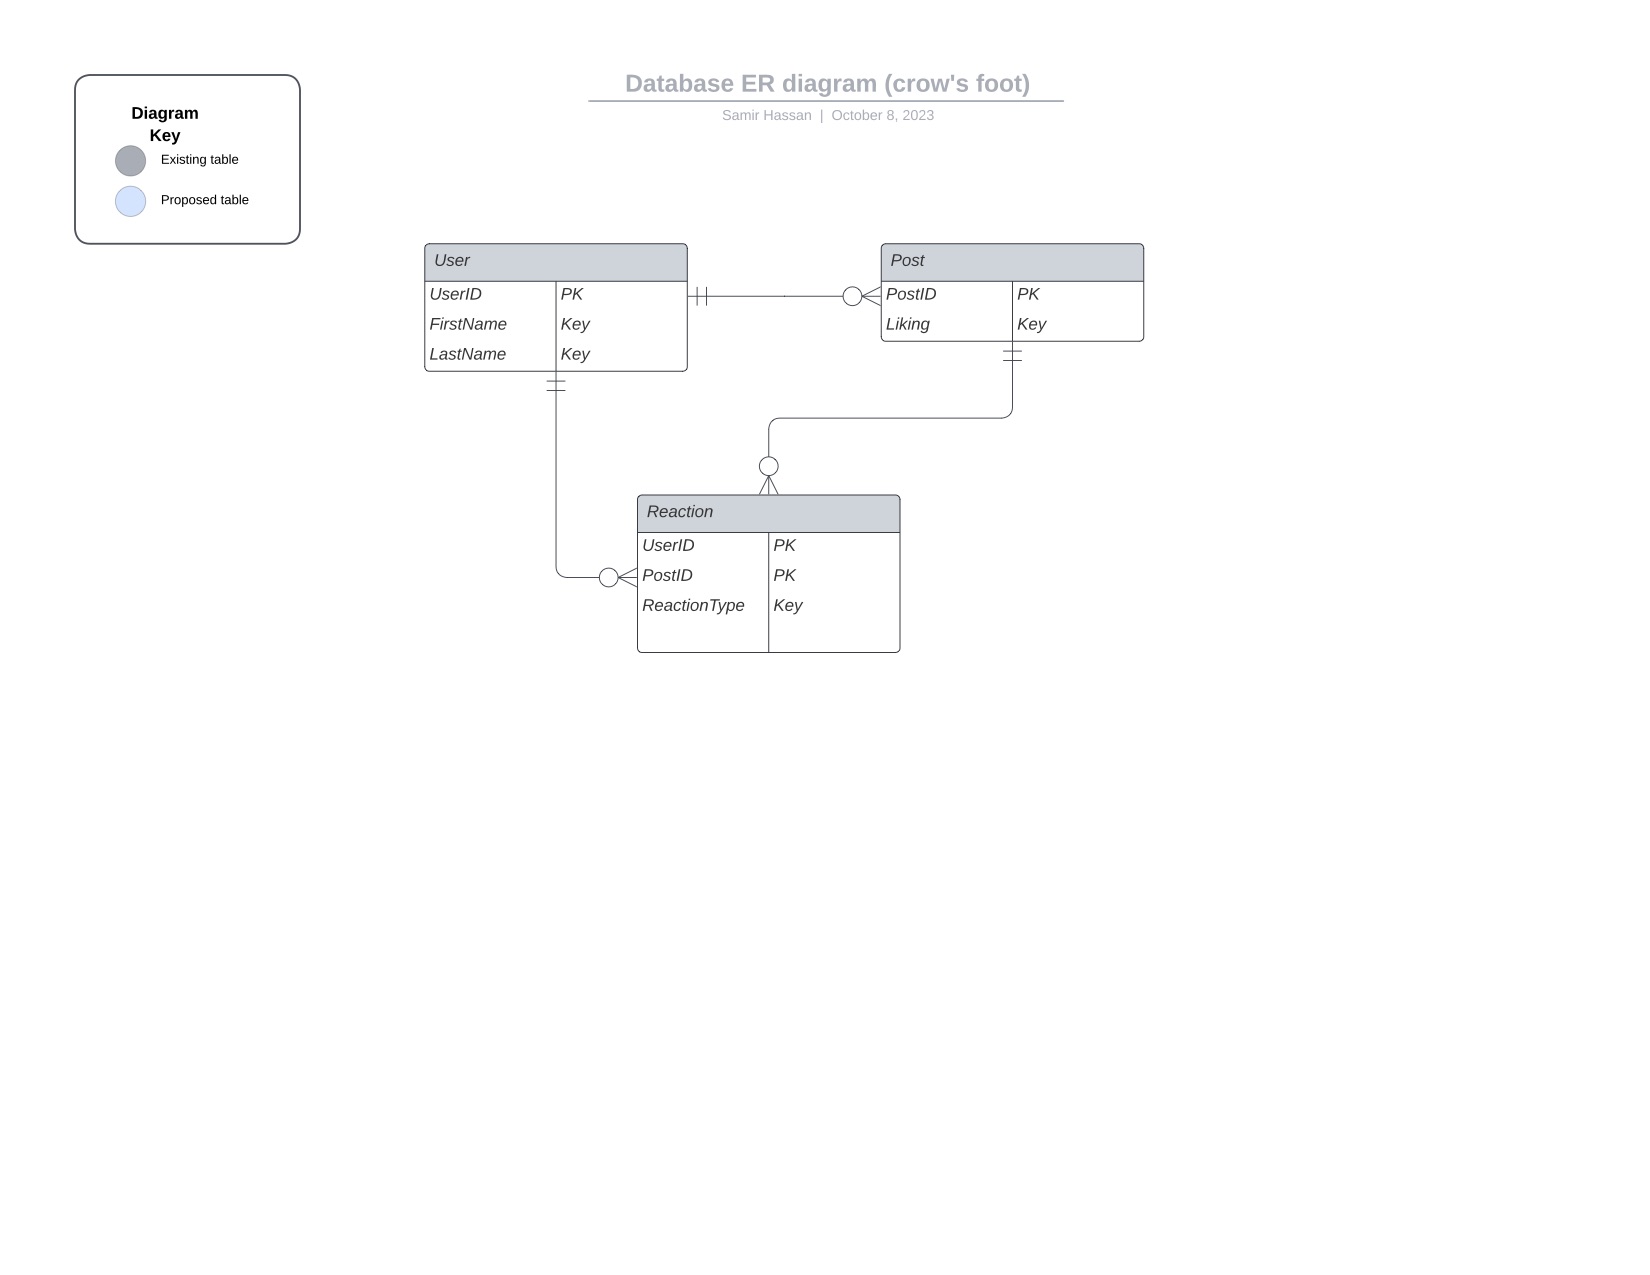 Database ER diagram (crow's foot)
Samir Hassan | October 8, 2023
Diagram
Key
Existing table
Proposed table
User
UserID PK
FirstName Key
LastName Key
Post
PostID PK
Liking Key
Reaction
UserID PK
PostID PK
ReactionType Key